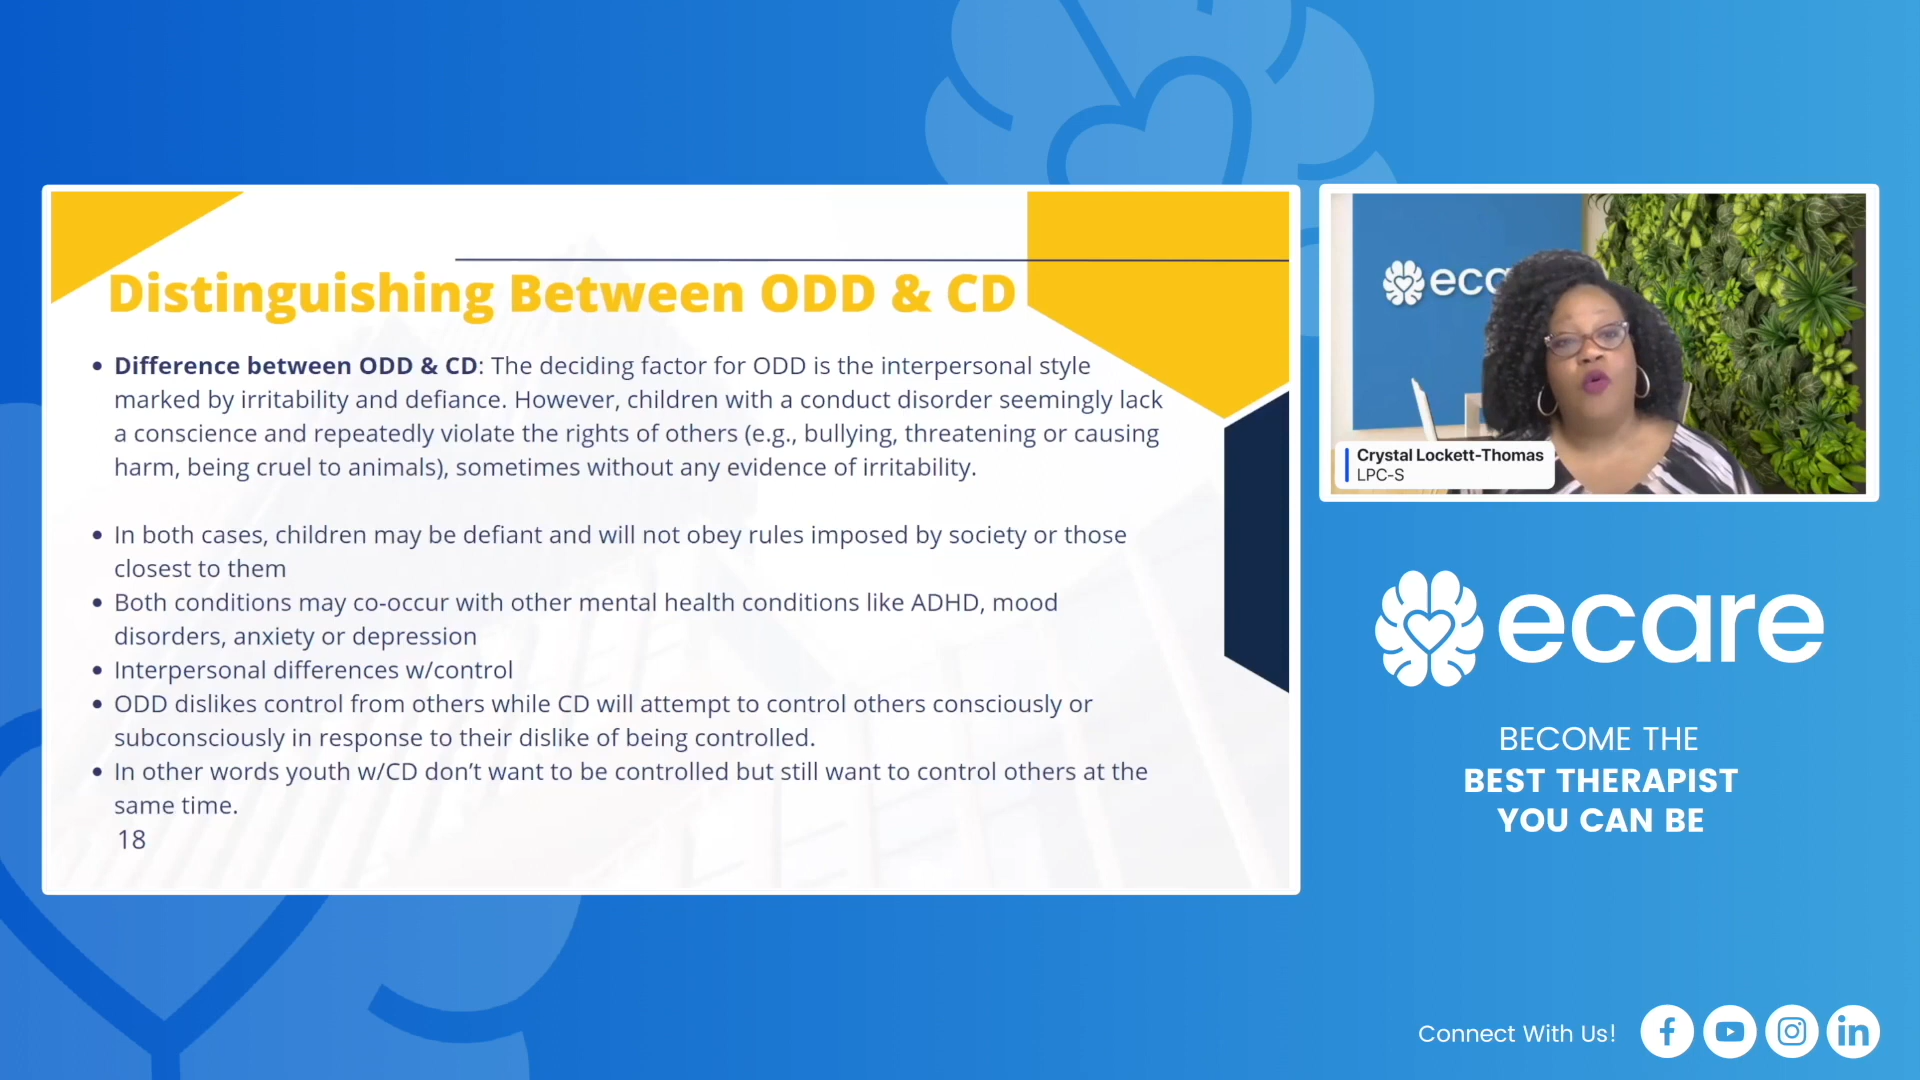 Distinguishing Between ODD & CD
• Difference between ODD & CD: The deciding factor for ODD is the interpersonal style
marked by irritability and defiance. However, children with a conduct disorder seemingly lack
a conscience and repeatedly violate the rights of others (e.g., bullying, threatening or causing
harm, being cruel to animals), sometimes without any evidence of irritability.
• In both cases, children may be defiant and will not obey rules imposed by society or those
closest to them
• Both conditions may co-occur with other mental health conditions like ADHD, mood
disorders, anxiety or depression
• Interpersonal differences w/control
• ODD dislikes control from others while CD will attempt to control others consciously or
subconsciously in response to their dislike of being controlled.
• In other words youth w/CD don’t want to be controlled but still want to control others at the
same time.
18
eca
Crystal Lockett-Thomas
LPC-S
ecare
BECOME THE
BEST THERAPIST
YOU CAN BE
Connect With Us!